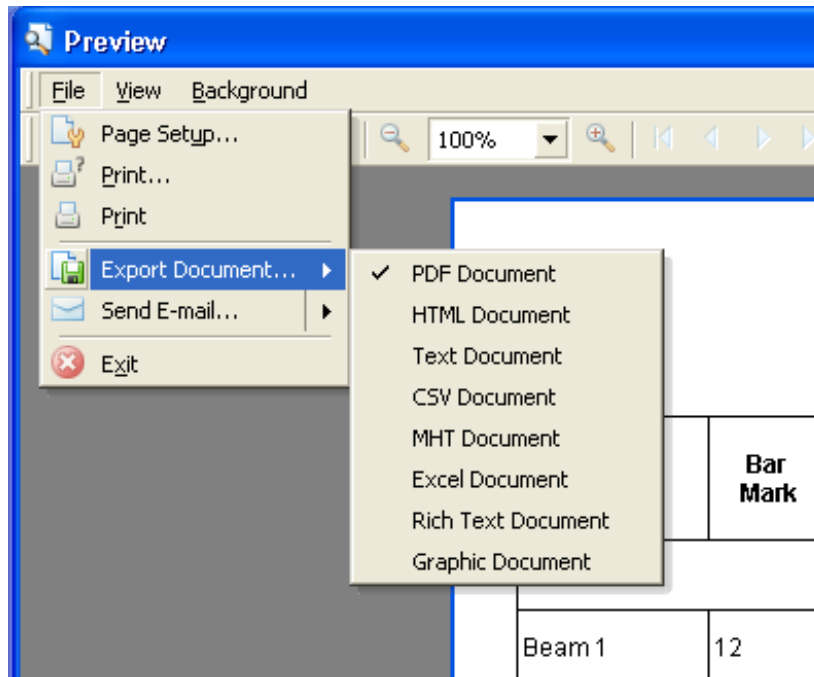 Preview
File View Background
Page Setup...
100%
Print...
Print
Export Document...
Send E-mail...
Exit
PDF Document
HTML Document
Text Document
CSV Document
MHT Document
Excel Document
Rich Text Document
Graphic Document
Bar
Mark
Beam 1 12